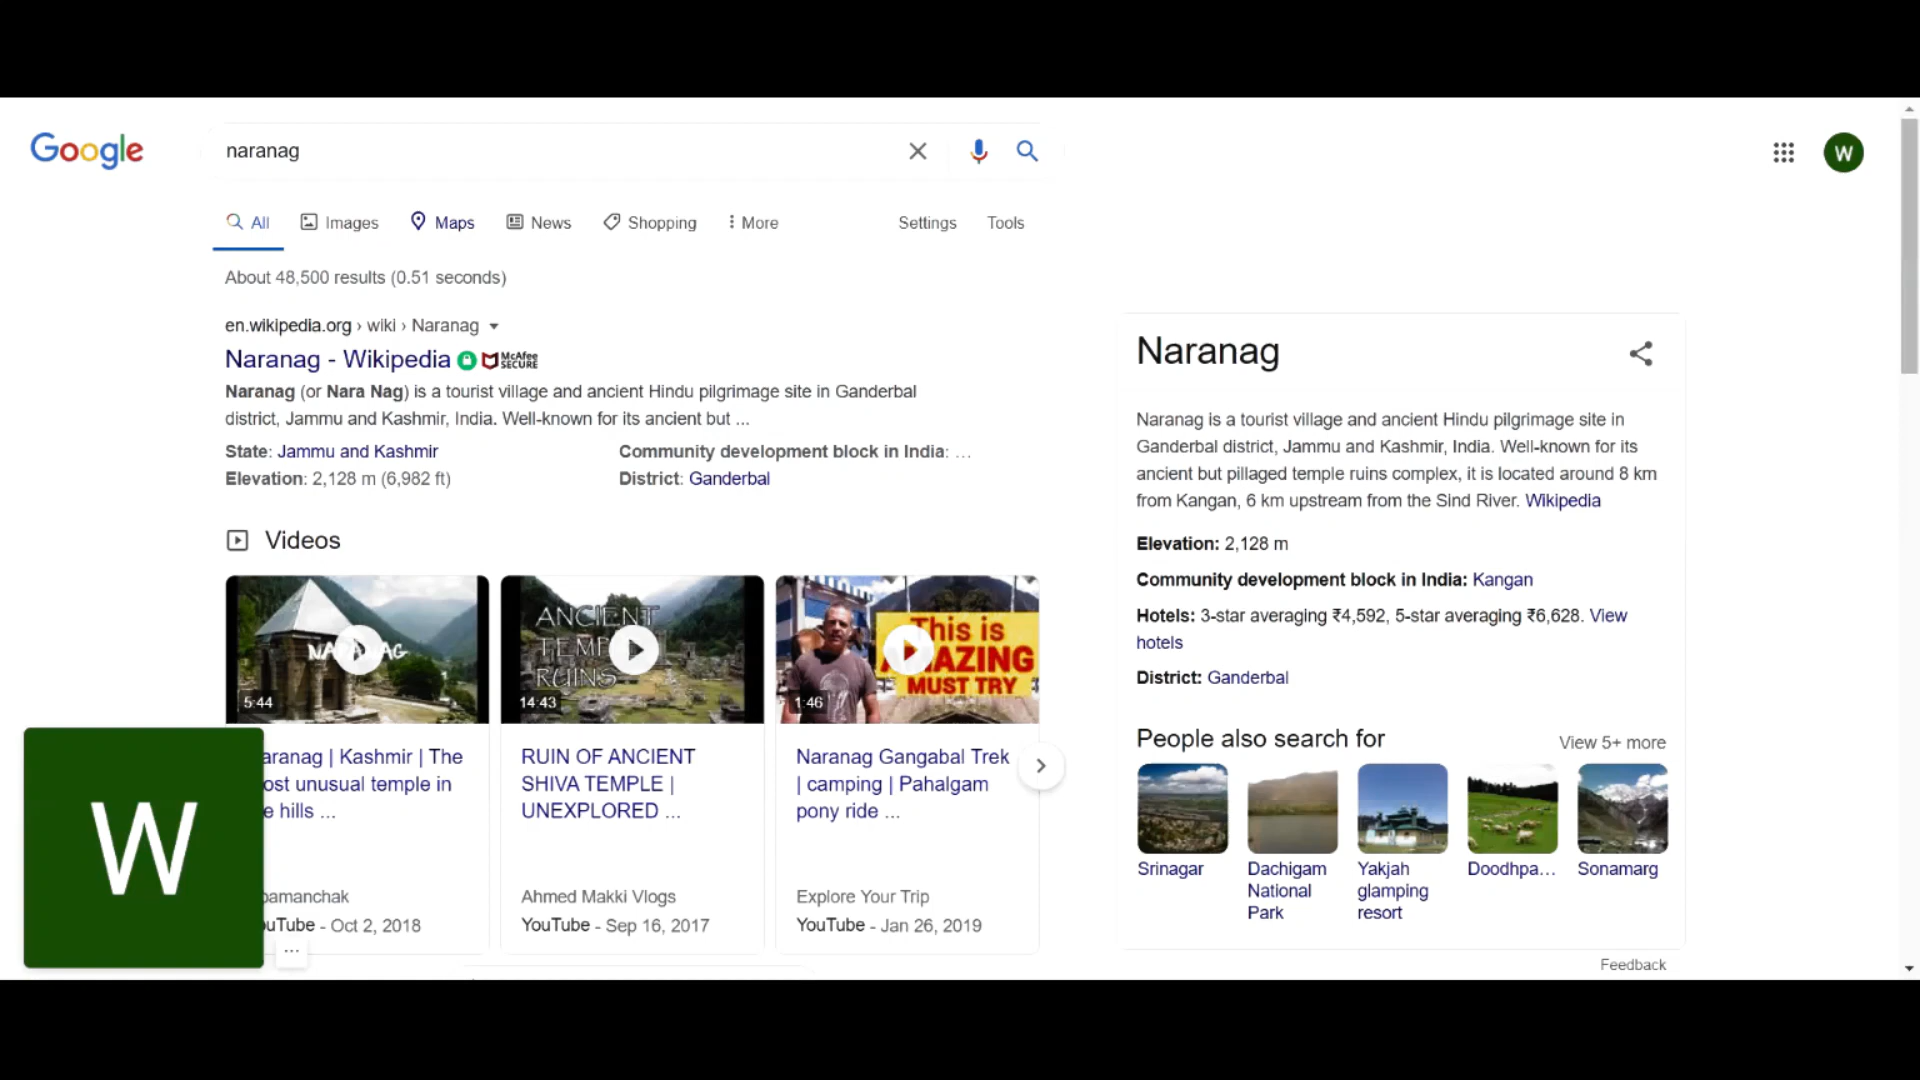 Google
naranag
W
All
Images
Maps
News
Shopping
More
Settings
Tools
About 48,500 results (0.51 seconds)
en.wikipedia.org › wiki › Naranag
Naranag - Wikipedia McAfee SECURE
Naranag (or Nara Nag) is a tourist village and ancient Hindu pilgrimage site in Ganderbal
district, Jammu and Kashmir, India. Well-known for its ancient but ...
State: Jammu and Kashmir
Community development block in India: ...
Elevation: 2,128 m (6,982 ft)
District: Ganderbal
Videos
NARANAG
5:44
ANCIENT
TEMPLE
RUINS
14:43
This is
AMAZING
MUST TRY
1:46
aranag | Kashmir | The
ost unusual temple in
e hills ...
amanchak
uTube - Oct 2, 2018
RUIN OF ANCIENT
SHIVA TEMPLE |
UNEXPLORED ...
Ahmed Makki Vlogs
YouTube - Sep 16, 2017
Naranag Gangabal Trek
| camping | Pahalgam
pony ride ...
Explore Your Trip
YouTube - Jan 26, 2019
W
...
Naranag
Naranag is a tourist village and ancient Hindu pilgrimage site in
Ganderbal district, Jammu and Kashmir, India. Well-known for its
ancient but pillaged temple ruins complex, it is located around 8 km
from Kangan, 6 km upstream from the Sind River. Wikipedia
Elevation: 2,128 m
Community development block in India: Kangan
Hotels: 3-star averaging ₹4,592, 5-star averaging ₹6,628. View
hotels
District: Ganderbal
People also search for
View 5+ more
Srinagar
Dachigam
National
Park
Yakjah
glamping
resort
Doodhpa...
Sonamarg
Feedback